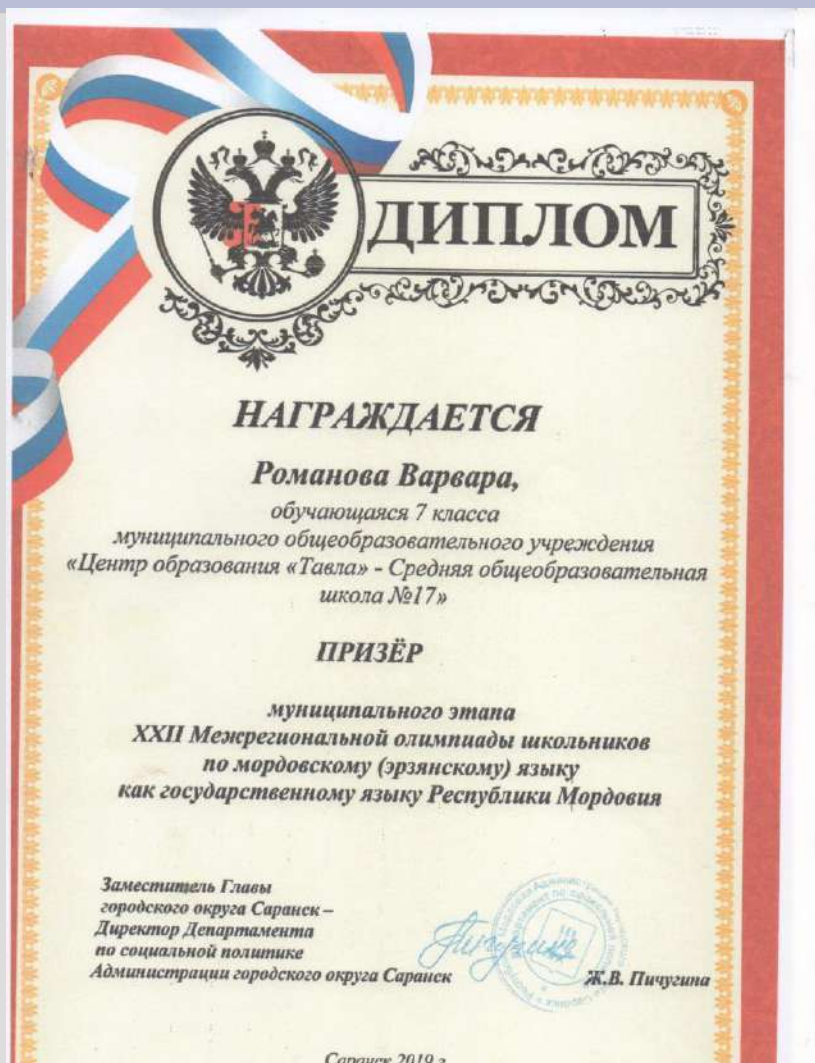 ДИПЛОМ
НАГРАЖДАЕТСЯ
Романова Варвара,
обучающаяся 7 класса
муниципального общеобразовательного учреждения
«Центр образования «Тавла» - Средняя общеобразовательная
школа №17»
ПРИЗЁР
муниципального этапа
XXII Межрегиональной олимпиады школьников
по мордовскому (эрзянскому) языку
как государственному языку Республики Мордовия
Заместитель Главы
городского округа Саранск –
Директор Департамента
по социальной политике
Администрации городского округа Саранск
Ж.В. Пичугина
Саранск 2019 г